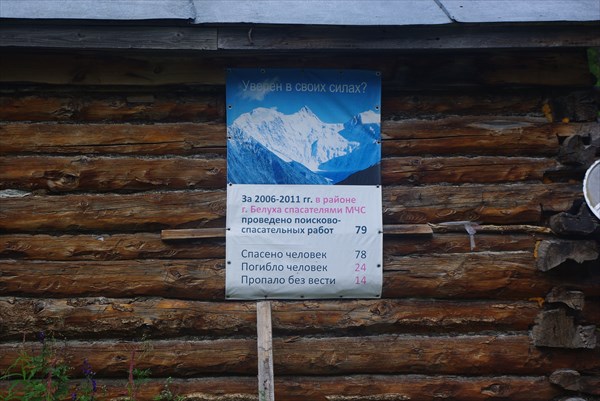 Уверен в своих силах?
За 2006-2011 гг. в районе
г. Белуха спасателями МЧС
проведено поисково-
спасательных работ 79
Спасено человек 78
Погибло человек 24
Пропало без вести 14